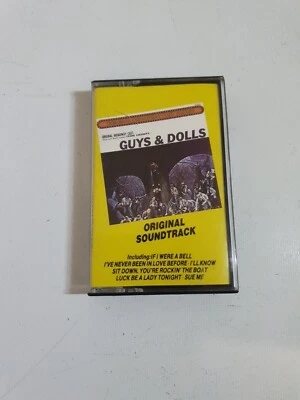 GUYS & DOLLS
ORIGINAL
SOUNDTRACK
Including IF I WERE A BELL
I'VE NEVER BEEN IN LOVE BEFORE · I'LL KNOW
SIT DOWN, YOU'RE ROCKIN' THE BOAT
LUCK BE A LADY TONIGHT · SUE ME